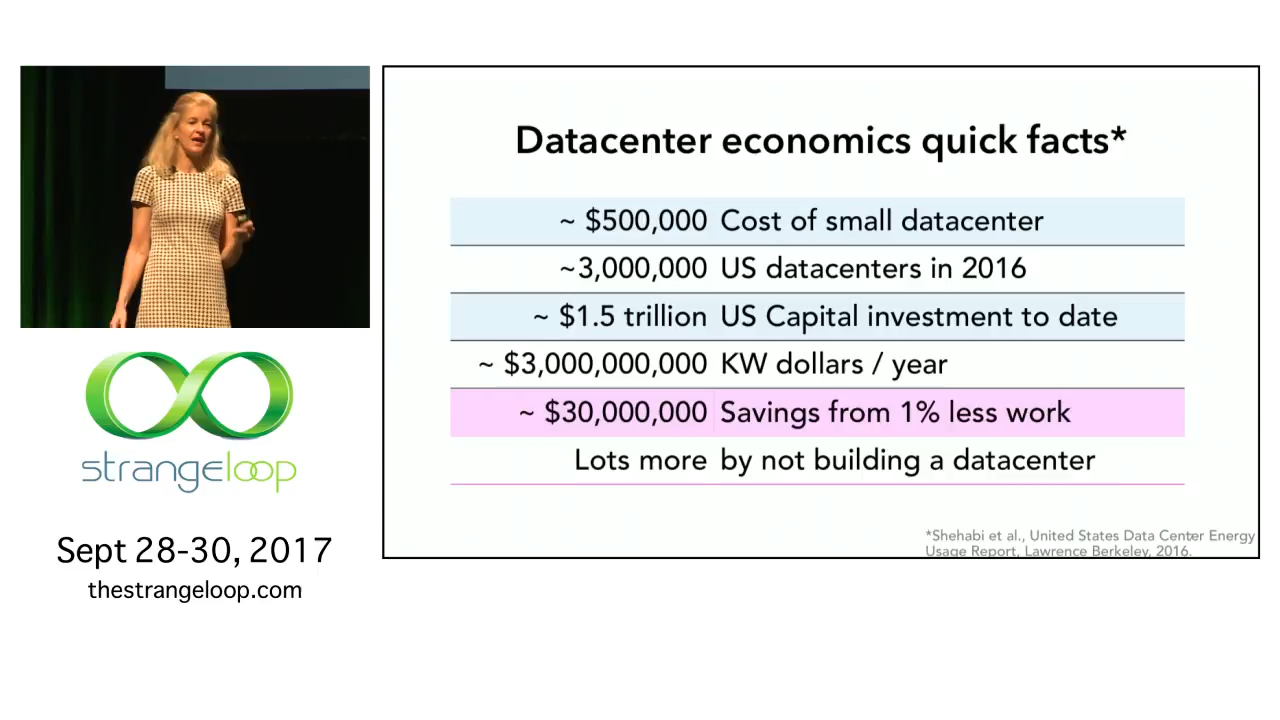 Datacenter economics quick facts*
~ $500,000 Cost of small datacenter
~3,000,000 US datacenters in 2016
~ $1.5 trillion US Capital investment to date
~ $3,000,000,000 KW dollars / year
~ $30,000,000 Savings from 1% less work
Lots more by not building a datacenter
*Shehabi et al., United States Data Center Energy
Usage Report, Lawrence Berkeley, 2016.
strangeloop
Sept 28-30, 2017
thestrangeloop.com